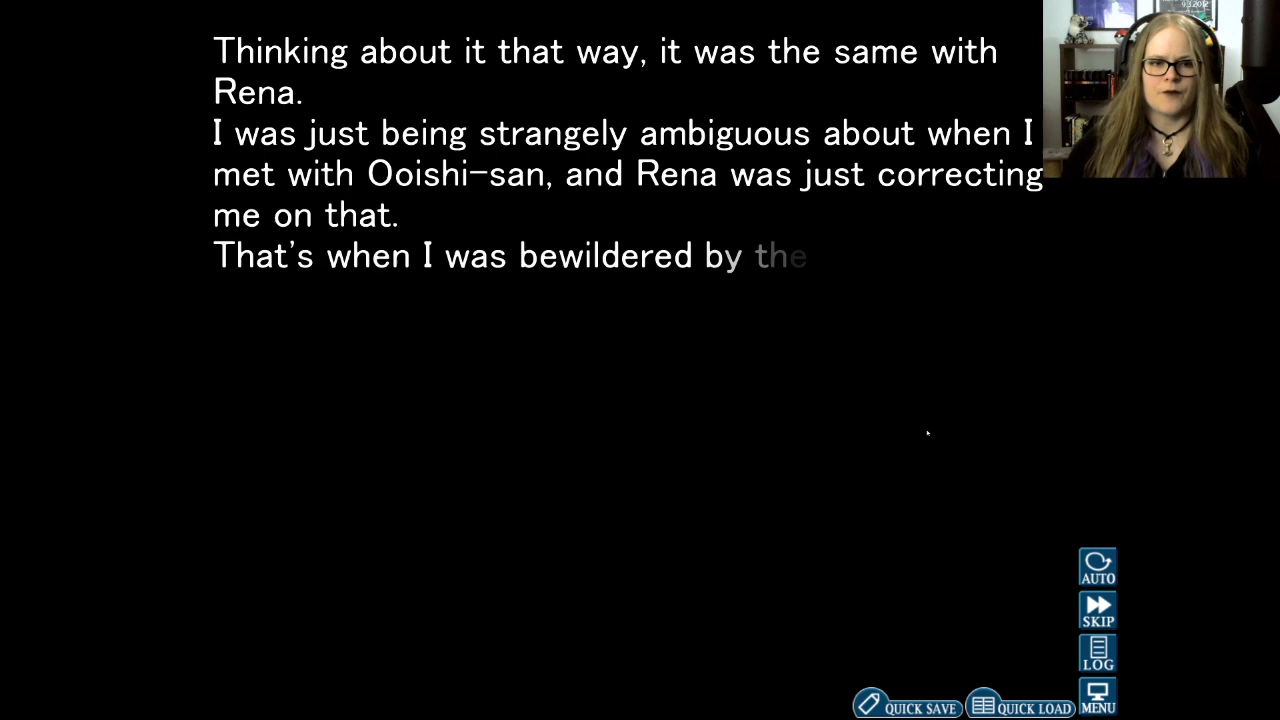 Thinking about it that way, it was the same with
Rena.
I was just being strangely ambiguous about when I
met with Ooishi-san, and Rena was just correcting
me on that.
That's when I was bewildered by the
AUTO
SKIP
LOG
MENU
QUICK SAVE
QUICK LOAD